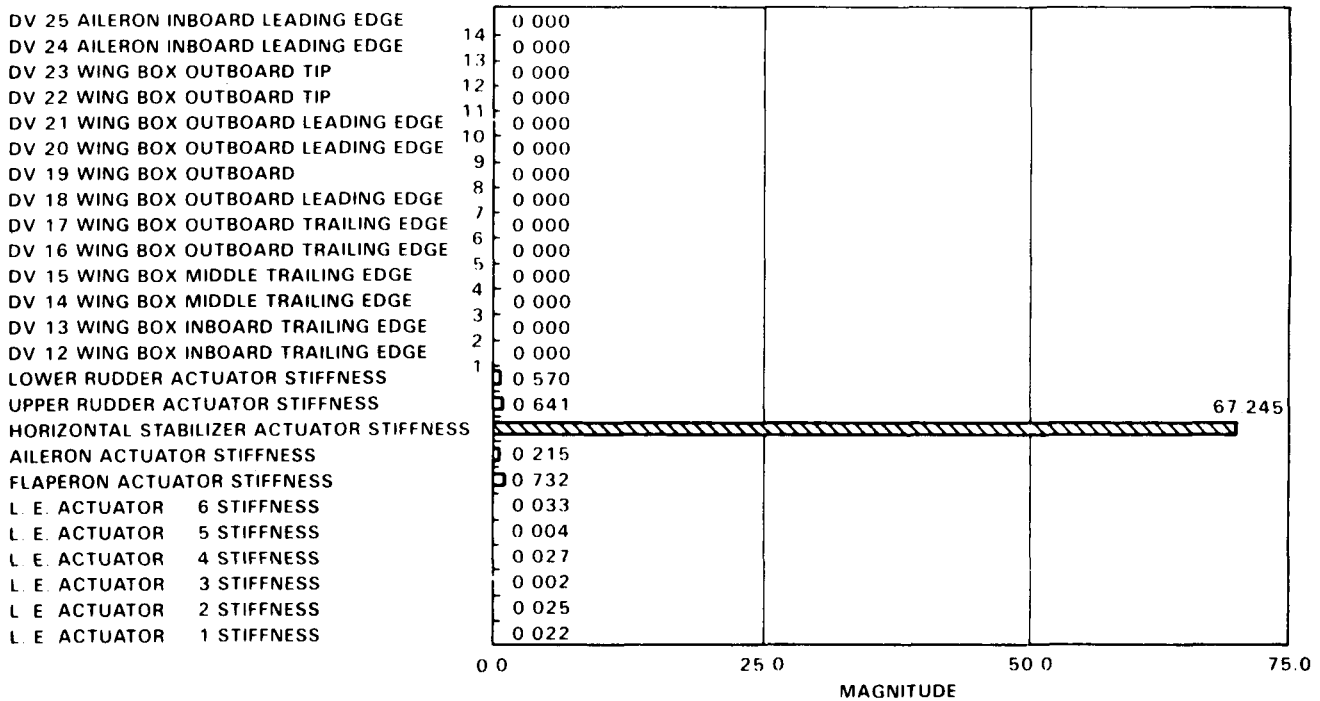 DV 25 AILERON INBOARD LEADING EDGE 0 000
14
DV 24 AILERON INBOARD LEADING EDGE 0 000
13
DV 23 WING BOX OUTBOARD TIP 0 000
12
DV 22 WING BOX OUTBOARD TIP 0 000
11
DV 21 WING BOX OUTBOARD LEADING EDGE 0 000
10
DV 20 WING BOX OUTBOARD LEADING EDGE 0 000
9
DV 19 WING BOX OUTBOARD 0 000
8
DV 18 WING BOX OUTBOARD LEADING EDGE 0 000
7
DV 17 WING BOX OUTBOARD TRAILING EDGE 0 000
6
DV 16 WING BOX OUTBOARD TRAILING EDGE 0 000
5
DV 15 WING BOX MIDDLE TRAILING EDGE 0 000
4
DV 14 WING BOX MIDDLE TRAILING EDGE 0 000
3
DV 13 WING BOX INBOARD TRAILING EDGE 0 000
2
DV 12 WING BOX INBOARD TRAILING EDGE 0 000
1
LOWER RUDDER ACTUATOR STIFFNESS 0 570
UPPER RUDDER ACTUATOR STIFFNESS 0 641
67.245
HORIZONTAL STABILIZER ACTUATOR STIFFNESS
AILERON ACTUATOR STIFFNESS 0 215
FLAPERON ACTUATOR STIFFNESS 0 732
L. E. ACTUATOR 6 STIFFNESS 0 033
L. E. ACTUATOR 5 STIFFNESS 0 004
L. E. ACTUATOR 4 STIFFNESS 0 027
L. E. ACTUATOR 3 STIFFNESS 0 002
L E ACTUATOR 2 STIFFNESS 0 025
L. E ACTUATOR 1 STIFFNESS 0 022
0 0 25 0 50 0 75.0
MAGNITUDE